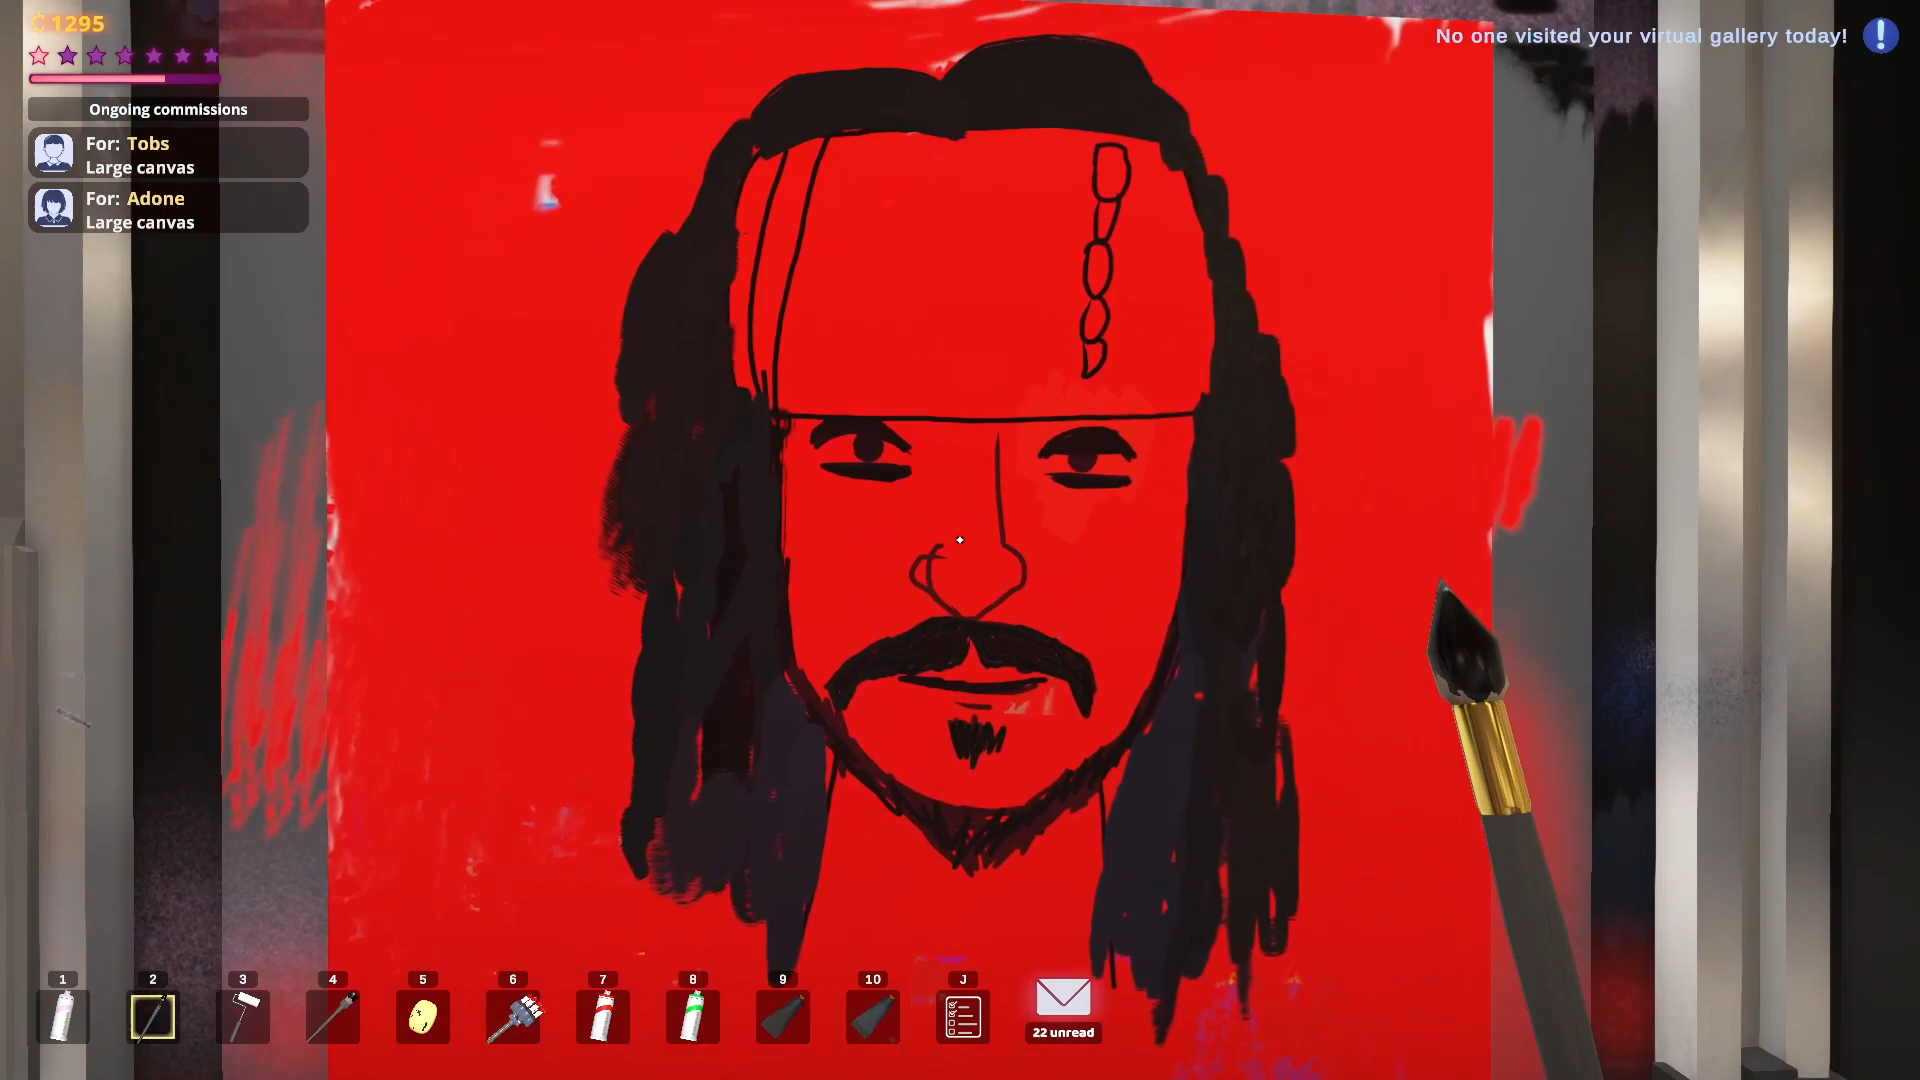 ₵ 1295
No one visited your virtual gallery today!
Ongoing commissions
For: Tobs
Large canvas
For: Adone
Large canvas
1
2
3
4
5
6
7
8
9
10
J
22 unread